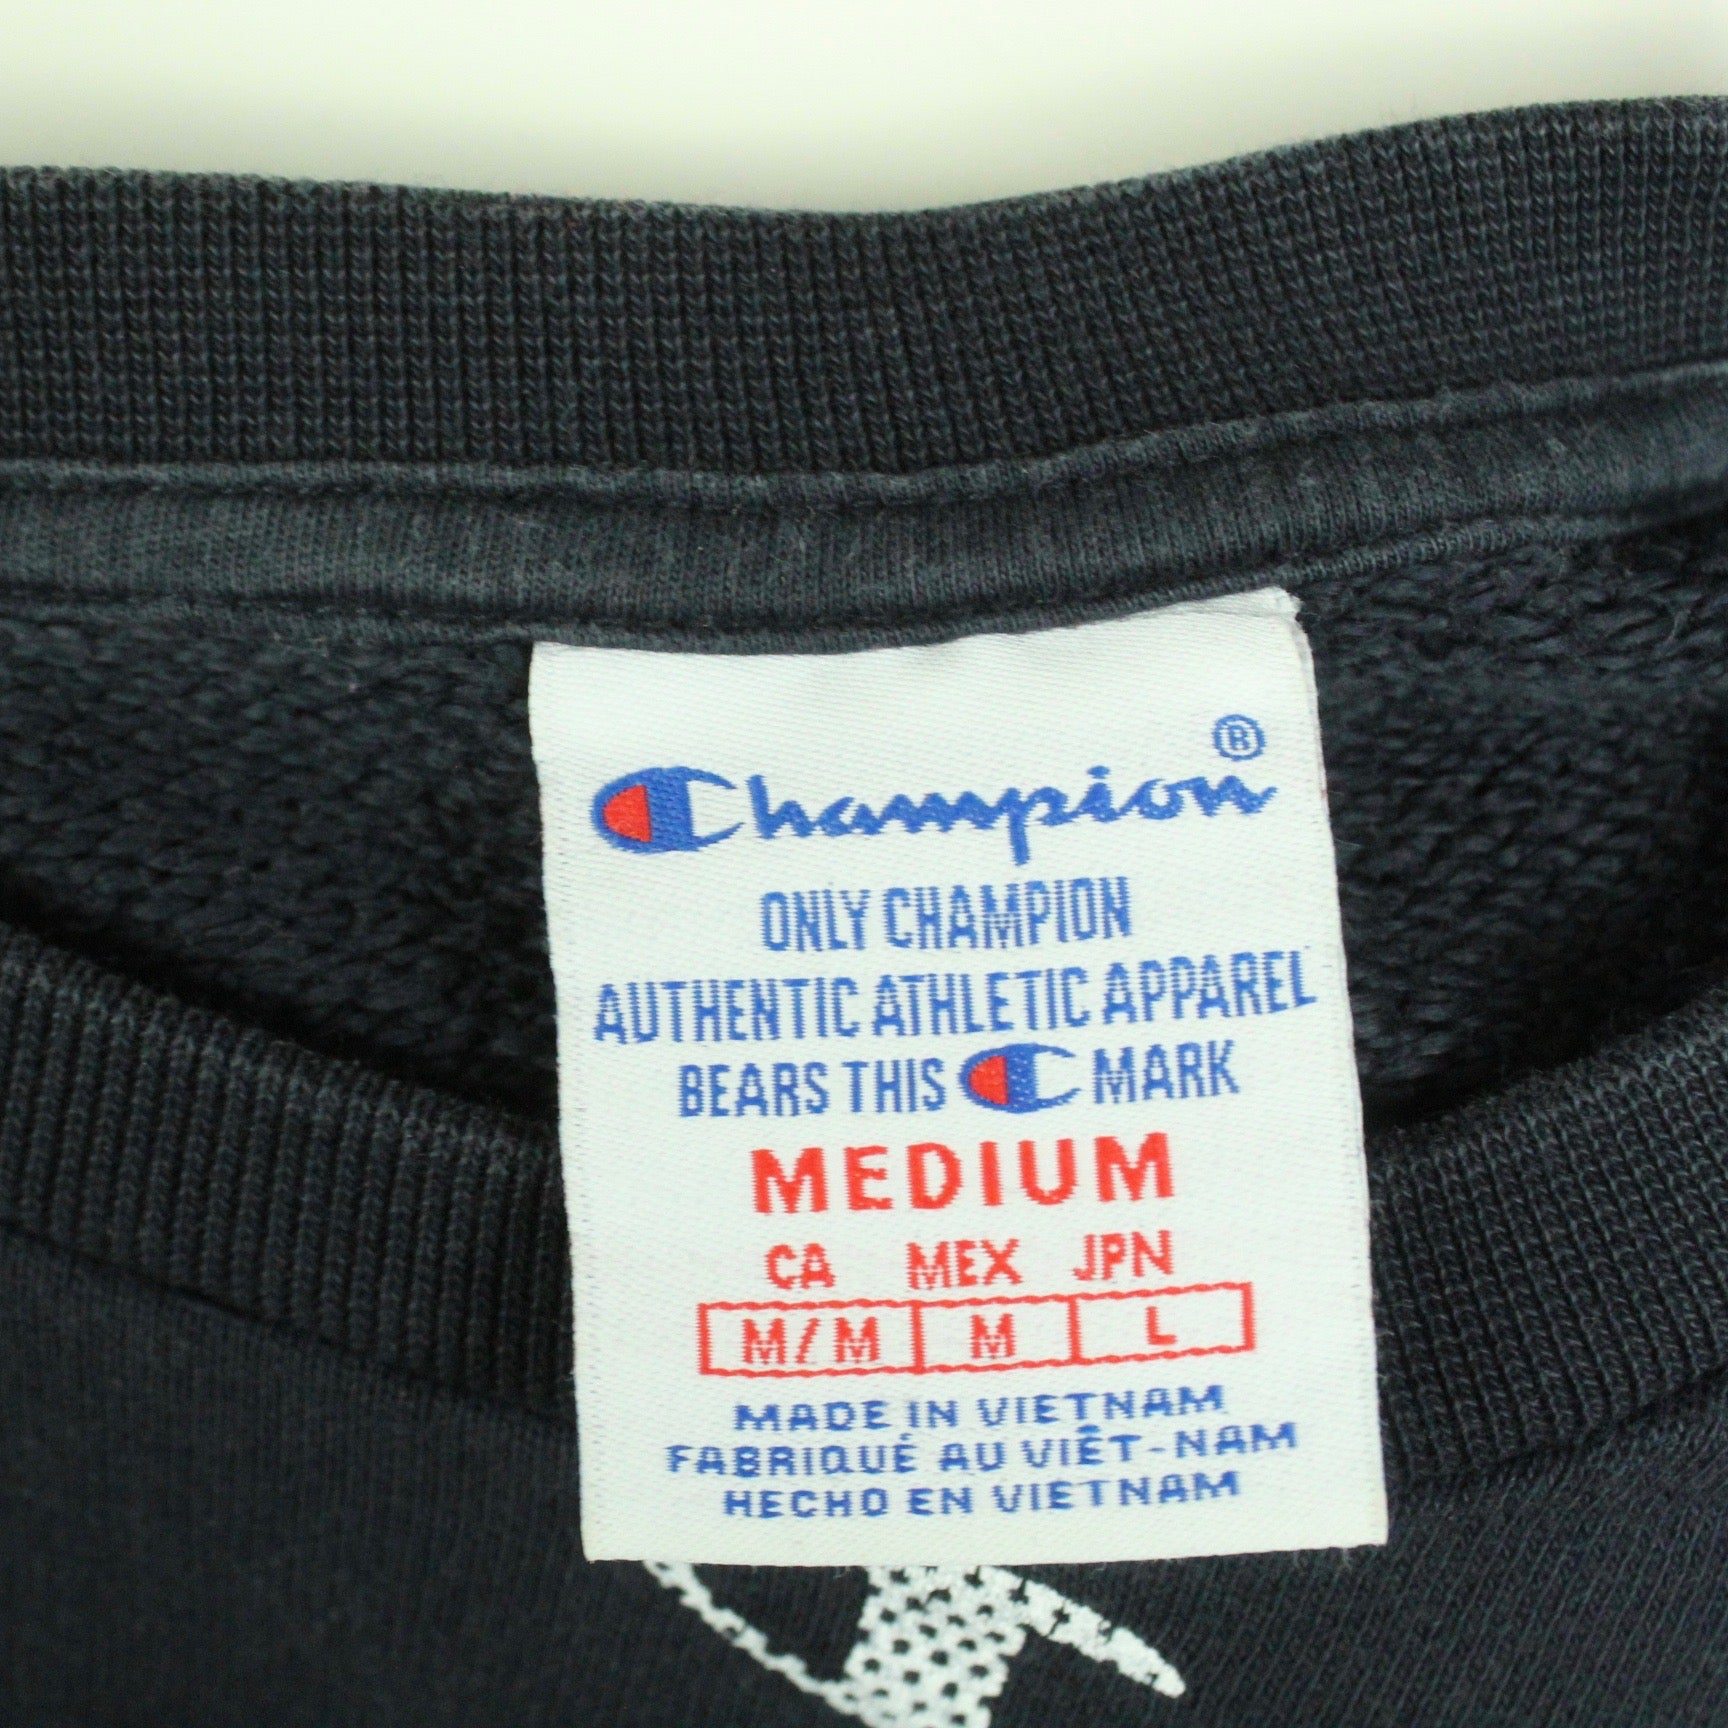 Champion®
ONLY CHAMPION
AUTHENTIC ATHLETIC APPAREL
BEARS THIS C MARK
MEDIUM
CA MEX JPN
M/M M L
MADE IN VIETNAM
FABRIQUÉ AU VIÊT-NAM
HECHO EN VIETNAM